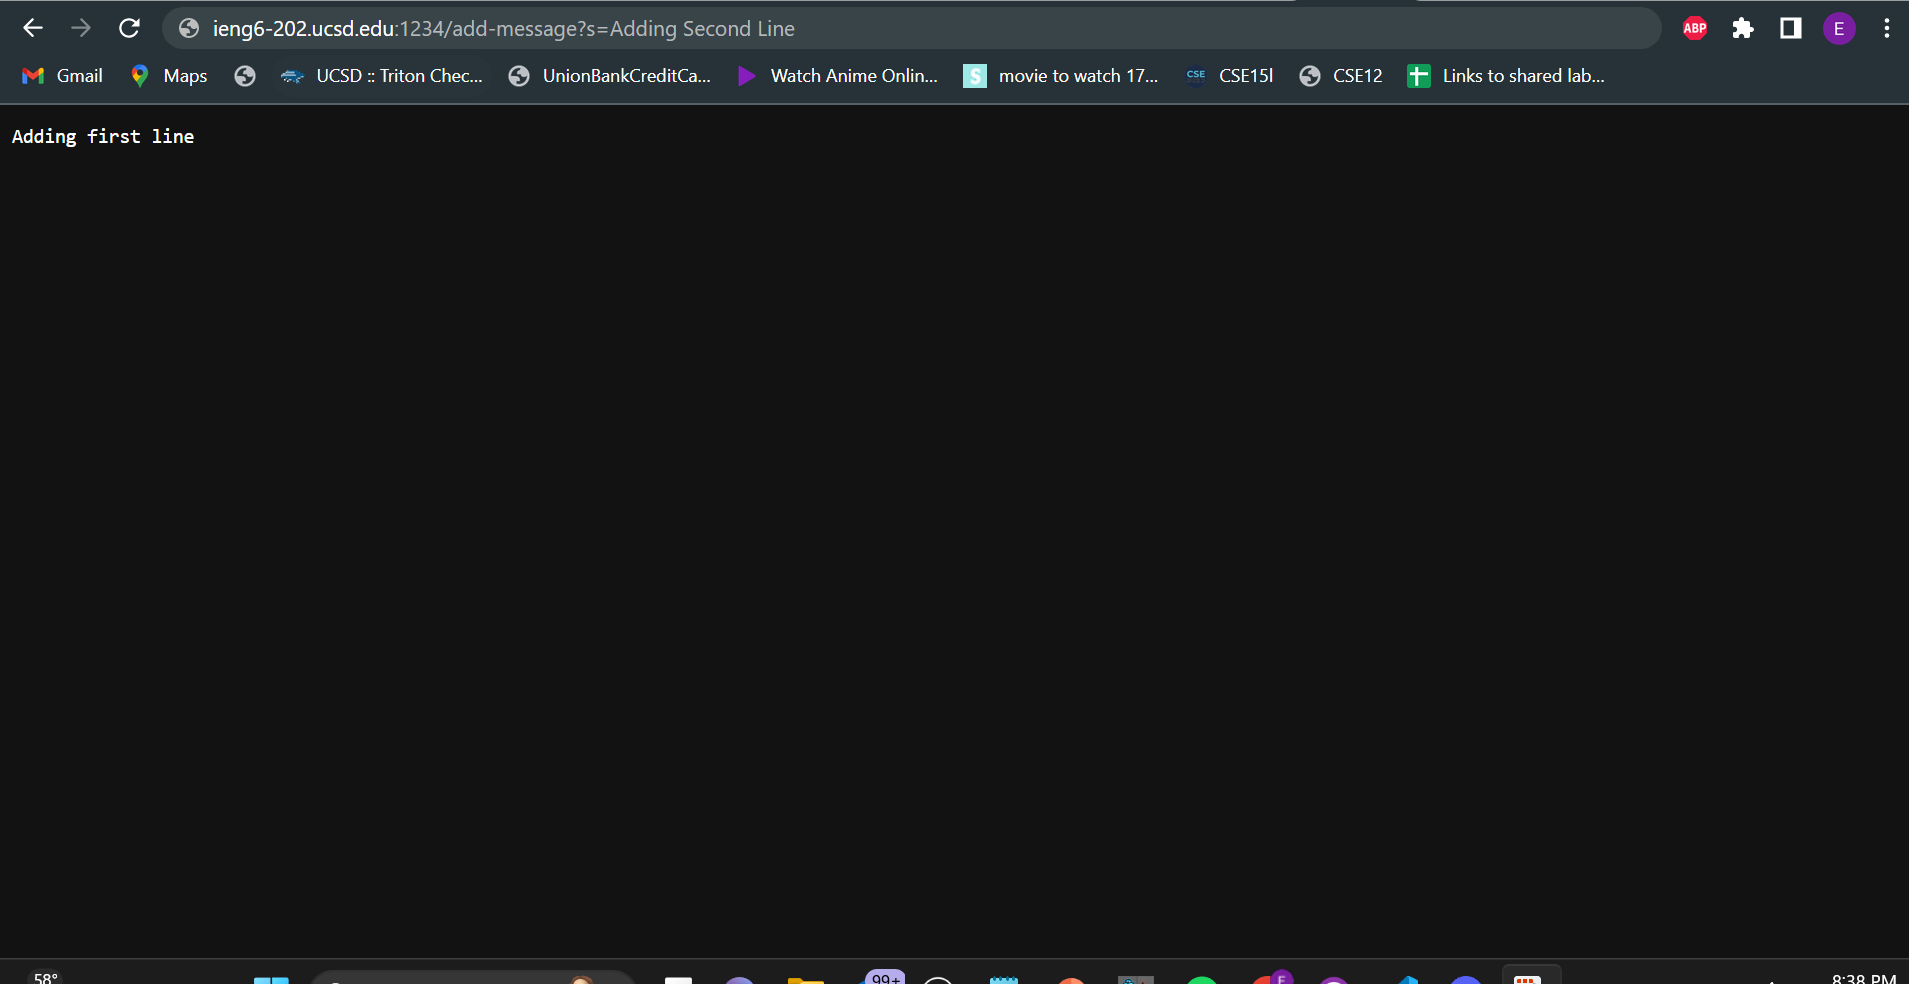 ieng6-202.ucsd.edu:1234/add-message?s=Adding Second Line
ABP
E
Gmail
Maps
UCSD :: Triton Chec...
UnionBankCreditCa...
Watch Anime Onlin...
S
movie to watch 17...
CSE
CSE15l
CSE12
Links to shared lab...
Adding first line
58°
99+
E
8:38 PM